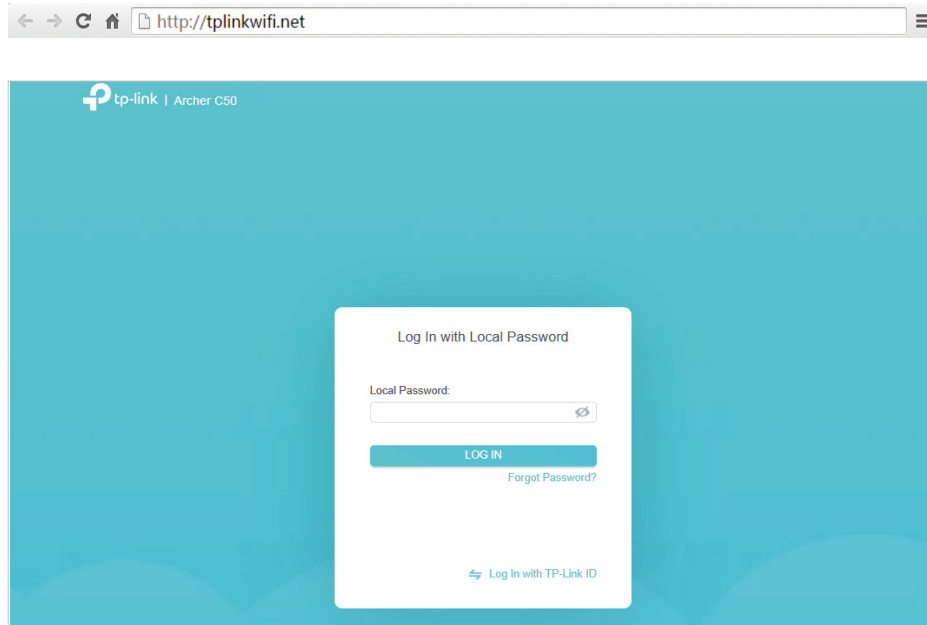 http://tplinkwifi.net
tp-link | Archer C50
Log In with Local Password
Local Password:
LOG IN
Forgot Password?
Log In with TP-Link ID